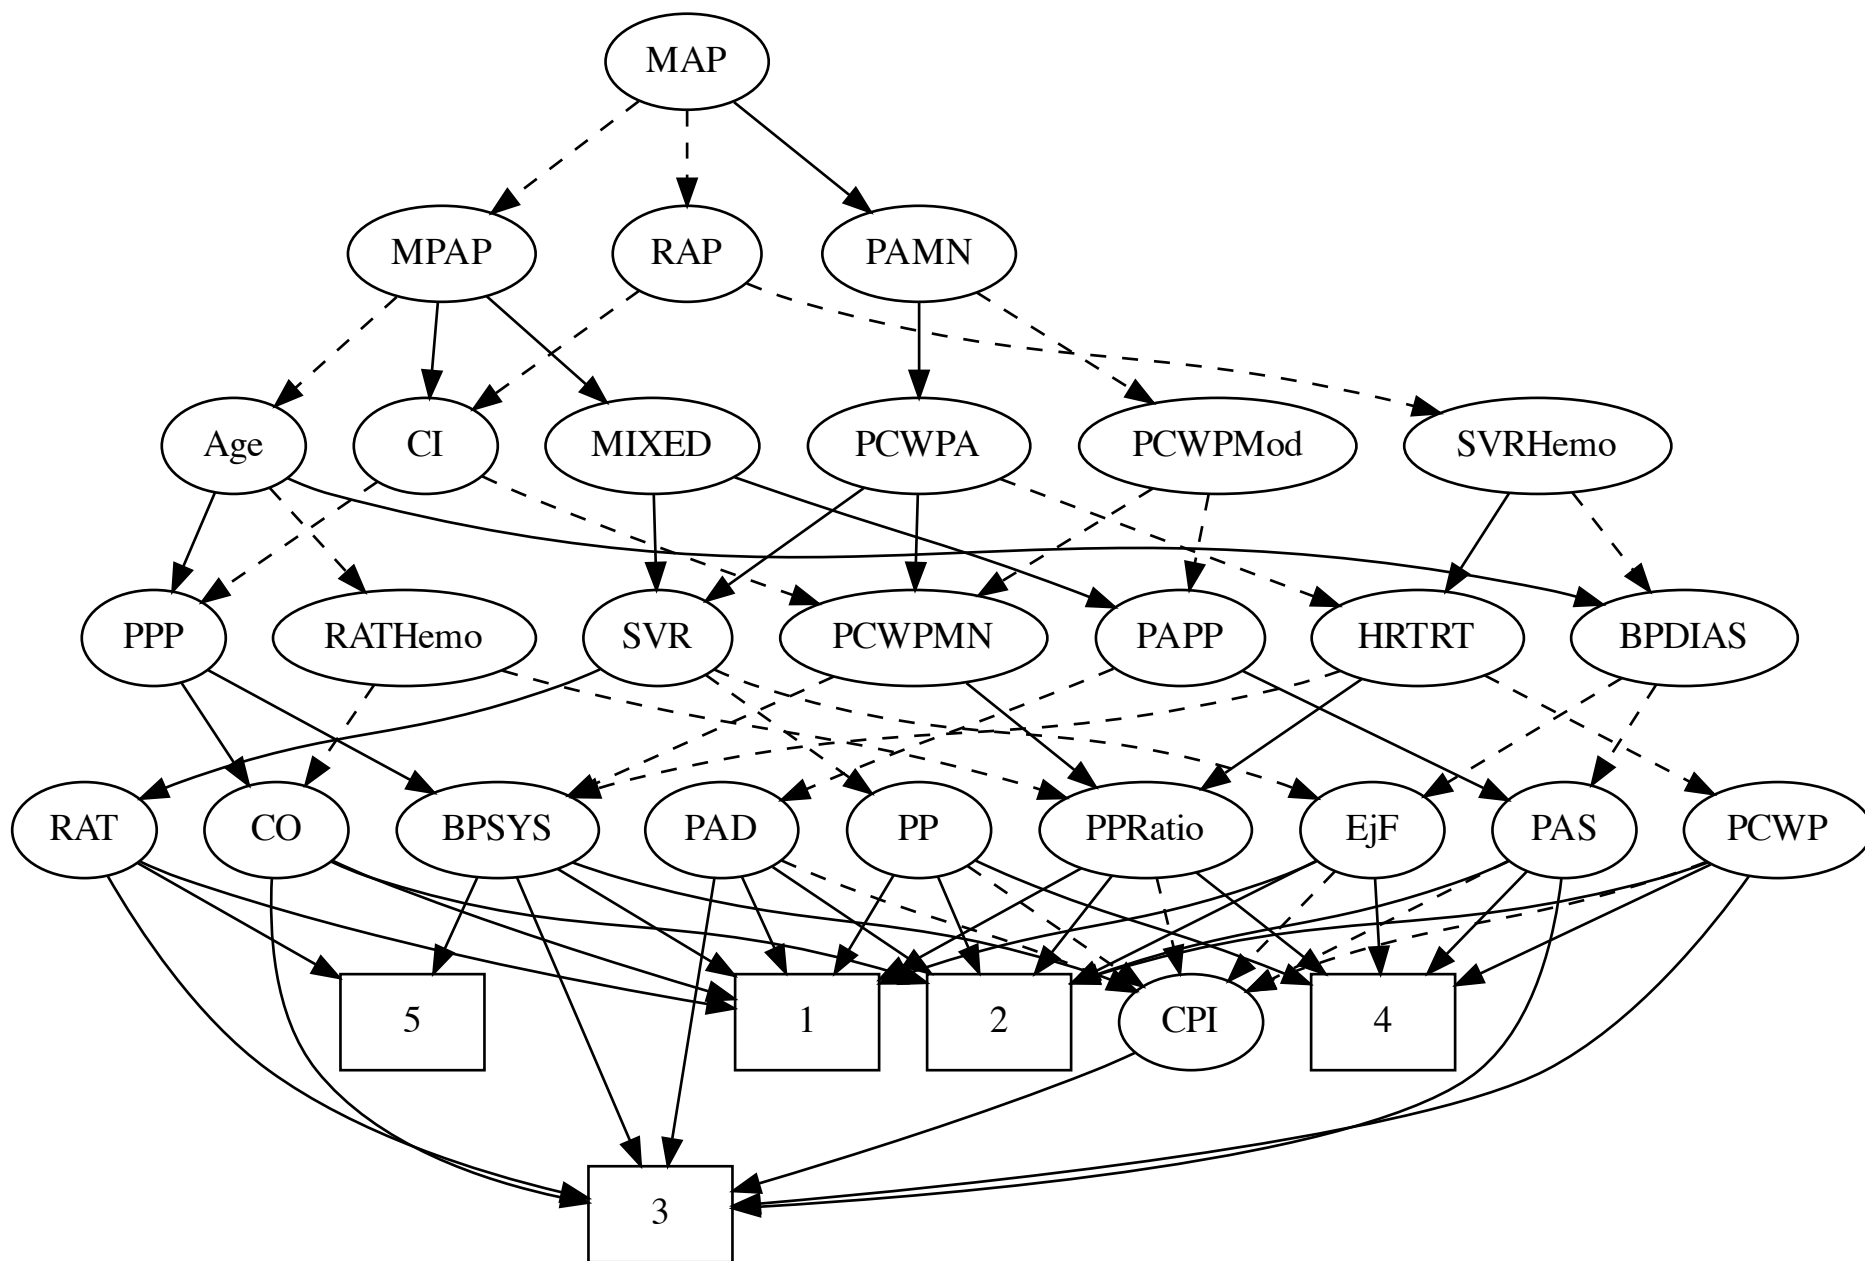 MAP
MPAP
RAP
PAMN
Age
CI
MIXED
PCWPA
PCWPMod
SVRHemo
PPP
RATHemo
SVR
PCWPMN
PAPP
HRTRT
BPDIAS
RAT
CO
BPSYS
PAD
PP
PPRatio
EjF
PAS
PCWP
5
1
2
CPI
4
3